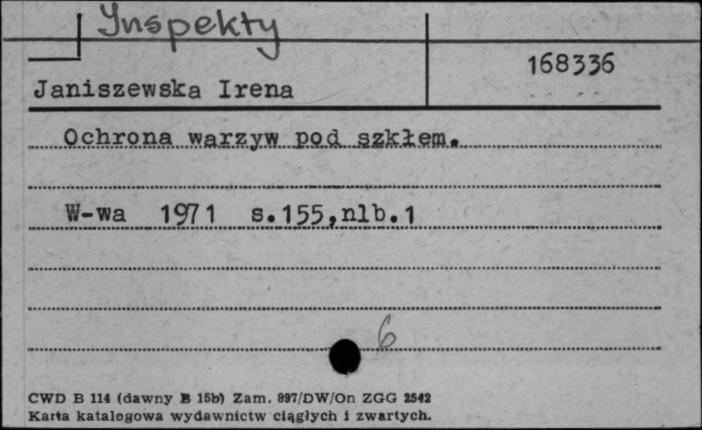 Ynspekty
168336
Janiszewska Irena
Ochrona warzyw pod szkłem.
W-wa 1971 s.155,nlb.1
6
CWD B 114 (dawny B 15b) Zam. 897/DW/On ZGG 2542
Karta katalogowa wydawnictw ciągłych i zwartych.